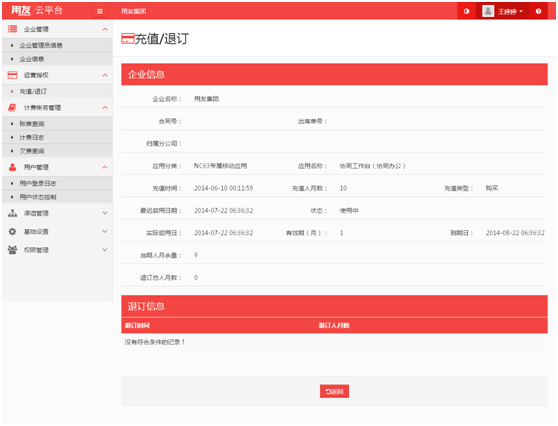 用友 云平台 用友集团 王婷婷
企业管理
企业管理员信息
企业信息
运营授权
充值/退订
计费帐务管理
账单查询
计费日志
欠费查询
用户管理
用户登录日志
用户状态控制
渠道管理
基础设置
权限管理
充值/退订
企业信息
企业名称： 用友集团
合同号： 出库单号：
归属分公司：
应用分类： NC63专属移动应用 应用名称： 协同工作台（协同办公）
充值时间： 2014-06-10 00:11:59 充值人月数： 10 充值类型： 购买
最迟启用日期： 2014-07-22 06:36:32 状态： 使用中
实际启用日： 2014-07-22 06:36:32 有效期（月）： 1 到期日： 2014-08-22 06:36:32
当期人月余量： 9
退订总人月数： 0
退订信息
退订时间 退订人月数
没有符合条件的记录！
返回